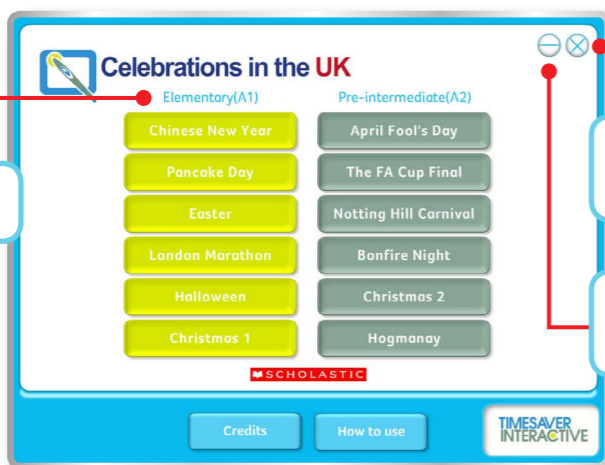 Celebrations in the UK
Elementary(A1)
Pre-intermediate(A2)
Chinese New Year
April Fool's Day
Pancake Day
The FA Cup Final
Easter
Notting Hill Carnival
London Marathon
Bonfire Night
Halloween
Christmas 2
Christmas 1
Hogmanay
SCHOLASTIC
Credits
How to use
TIMESAVER
INTERACTIVE